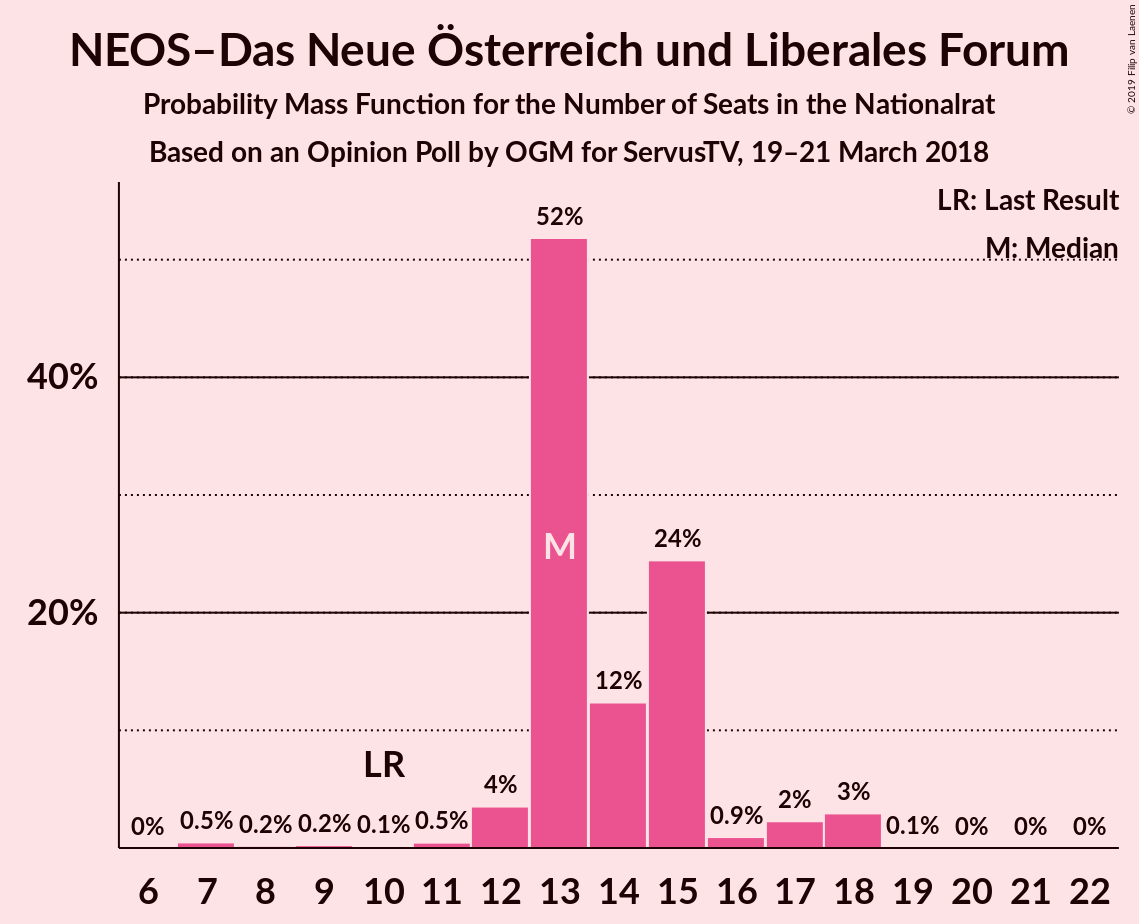 NEOS–Das Neue Österreich und Liberales Forum
Probability Mass Function for the Number of Seats in the Nationalrat
Based on an Opinion Poll by OGM for ServusTV, 19–21 March 2018
© 2019 Filip van Laenen
LR: Last Result
M: Median
52%
40%
M
24%
20%
12%
LR
4%
3%
2%
0% 0.5% 0.2% 0.2% 0.1% 0.5% 0.9% 0.1% 0% 0% 0%
6 7 8 9 10 11 12 13 14 15 16 17 18 19 20 21 22